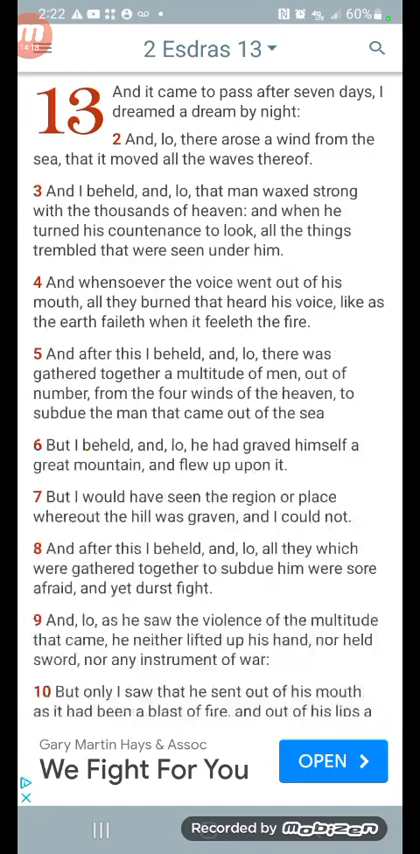 2:22
4G
60%
14:18
2 Esdras 13
13 And it came to pass after seven days, I
dreamed a dream by night:
2 And, lo, there arose a wind from the
sea, that it moved all the waves thereof.
3 And I beheld, and, lo, that man waxed strong
with the thousands of heaven: and when he
turned his countenance to look, all the things
trembled that were seen under him.
4 And whensoever the voice went out of his
mouth, all they burned that heard his voice, like as
the earth faileth when it feeleth the fire.
5 And after this I beheld, and, lo, there was
gathered together a multitude of men, out of
number, from the four winds of the heaven, to
subdue the man that came out of the sea
6 But I beheld, and, lo, he had graved himself a
great mountain, and flew up upon it.
7 But I would have seen the region or place
whereout the hill was graven, and I could not.
8 And after this I beheld, and, lo, all they which
were gathered together to subdue him were sore
afraid, and yet durst fight.
9 And, lo, as he saw the violence of the multitude
that came, he neither lifted up his hand, nor held
sword, nor any instrument of war:
10 But only I saw that he sent out of his mouth
as it had been a blast of fire, and out of his lips a
Gary Martin Hays & Assoc
We Fight For You
OPEN
Recorded by mobizen